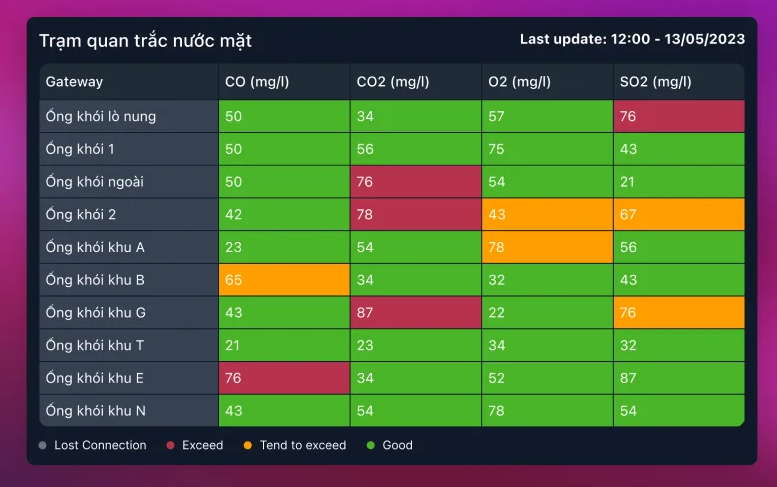 Trạm quan trắc nước mặt Last update: 12:00 - 13/05/2023
Gateway CO (mg/l) CO2 (mg/l) O2 (mg/l) SO2 (mg/l)
Ống khói lò nung 50 34 57 76
Ống khói 1 50 56 75 43
Ống khói ngoài 50 76 54 21
Ống khói 2 42 78 43 67
Ống khói khu A 23 54 78 56
Ống khói khu B 65 34 32 43
Ống khói khu G 43 87 22 76
Ống khói khu T 21 23 34 32
Ống khói khu E 76 34 52 87
Ống khói khu N 43 54 78 54
Lost Connection Exceed Tend to exceed Good